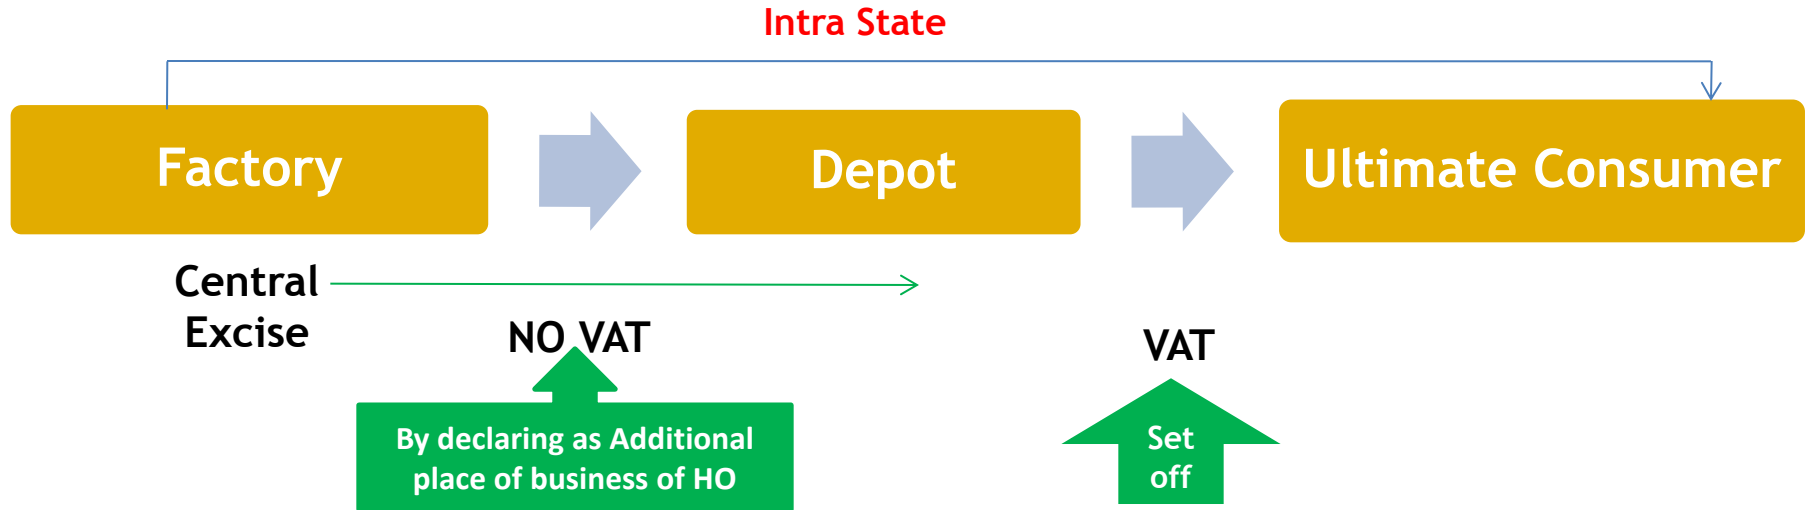 Intra State
Factory
Depot
Ultimate Consumer
Central
Excise
NO VAT
VAT
By declaring as Additional
place of business of HO
Set
off